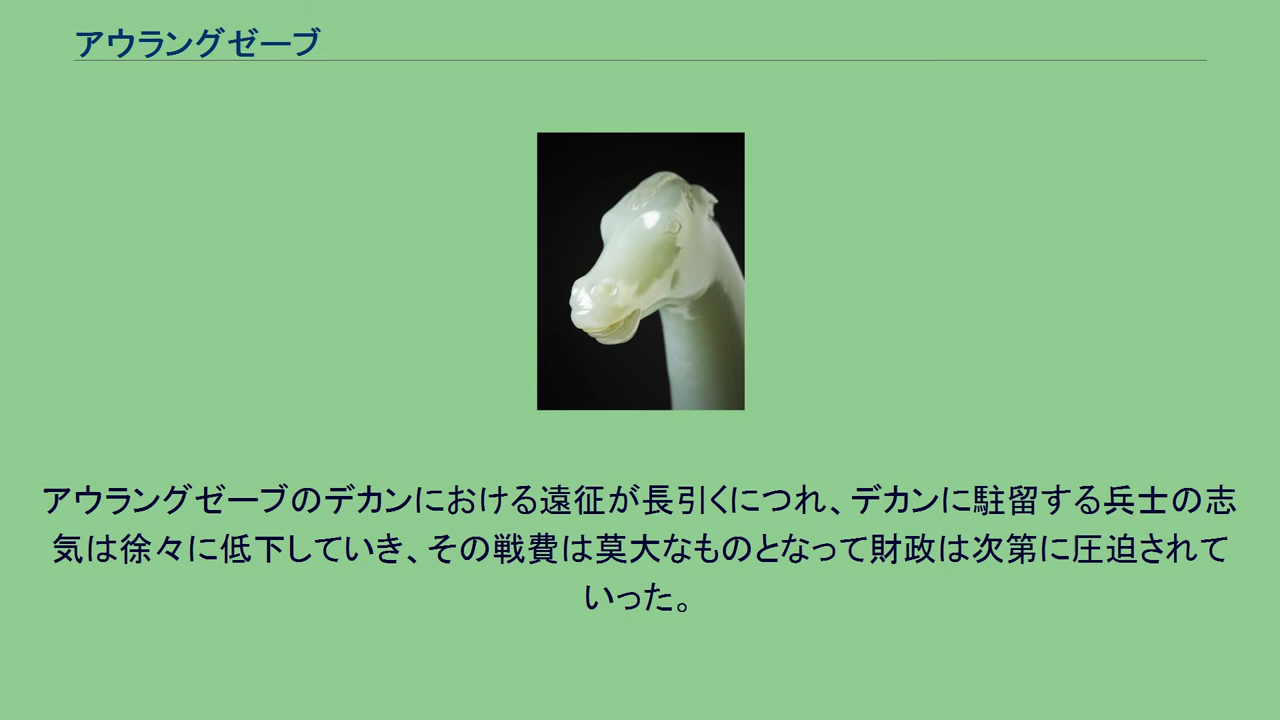 アウラングゼーブ
アウラングゼーブのデカンにおける遠征が長引くにつれ、デカンに駐留する兵士の志
気は徐々に低下していき、その戦費は莫大なものとなって財政は次第に圧迫されて
いった。